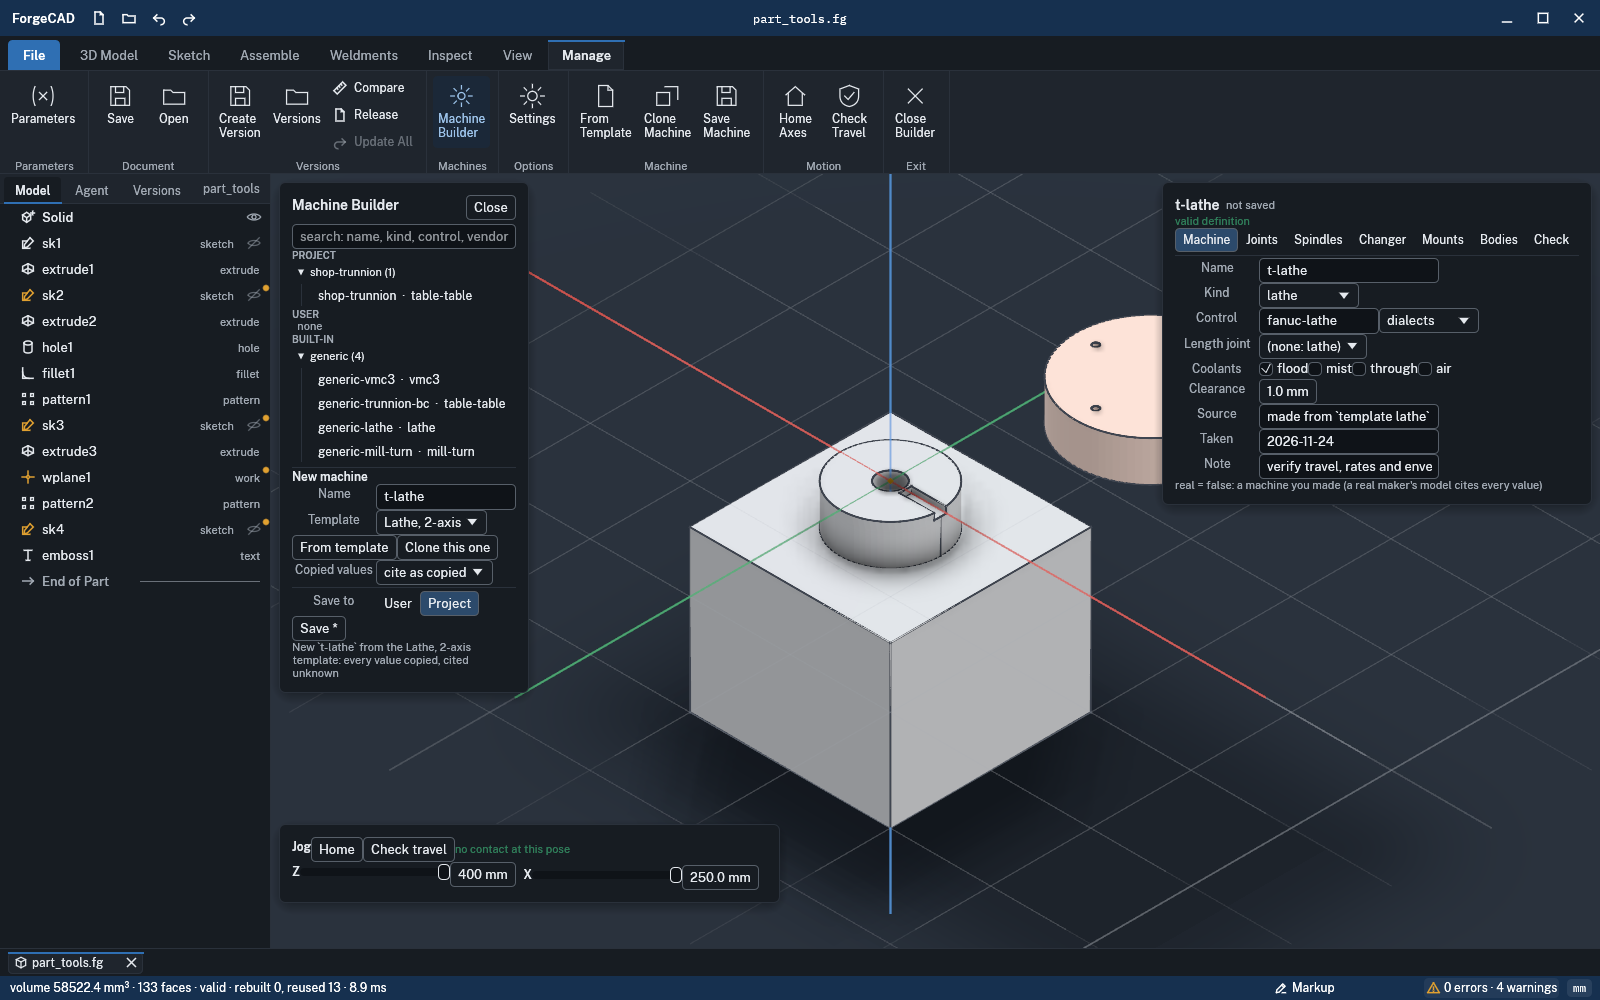 ForgeCAD
part_tools.fg
File 3D Model Sketch Assemble Weldments Inspect View Manage
Parameters
Save
Open
Create Version
Versions
Compare
Release
Update All
Machine Builder
Settings
From Template
Clone Machine
Save Machine
Home Axes
Check Travel
Close Builder
Parameters Document Versions Machines Options Machine Motion Exit
Model Agent Versions part_tools
Solid
sk1 sketch
extrude1 extrude
sk2 sketch
extrude2 extrude
hole1 hole
fillet1 fillet
pattern1 pattern
sk3 sketch
extrude3 extrude
wplane1 work
pattern2 pattern
sk4 sketch
emboss1 text
End of Part
Machine Builder Close
search: name, kind, control, vendor
PROJECT
▼ shop-trunnion (1)
shop-trunnion · table-table
USER
none
BUILT-IN
▼ generic (4)
generic-vmc3 · vmc3
generic-trunnion-bc · table-table
generic-lathe · lathe
generic-mill-turn · mill-turn
New machine
Name t-lathe
Template Lathe, 2-axis ▼
From template Clone this one
Copied values cite as copied ▼
Save to User Project
Save *
New `t-lathe` from the Lathe, 2-axis
template: every value copied, cited
unknown
t-lathe not saved
valid definition
Machine Joints Spindles Changer Mounts Bodies Check
Name t-lathe
Kind lathe ▼
Control fanuc-lathe dialects ▼
Length joint (none: lathe) ▼
Coolants flood mist through air
Clearance 1.0 mm
Source made from `template lathe`
Taken 2026-11-24
Note verify travel, rates and enve
real = false: a machine you made (a real maker's model cites every value)
Jog Home Check travel no contact at this pose
Z 400 mm X 250.0 mm
part_tools.fg
volume 58522.4 mm³ · 133 faces · valid · rebuilt 0, reused 13 · 8.9 ms
Markup
0 errors · 4 warnings
mm